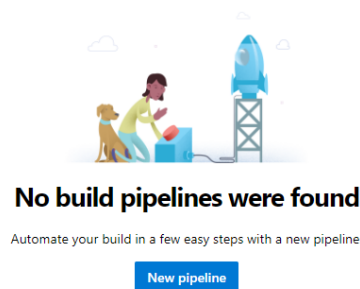 No build pipelines were found
Automate your build in a few easy steps with a new pipeline
New pipeline